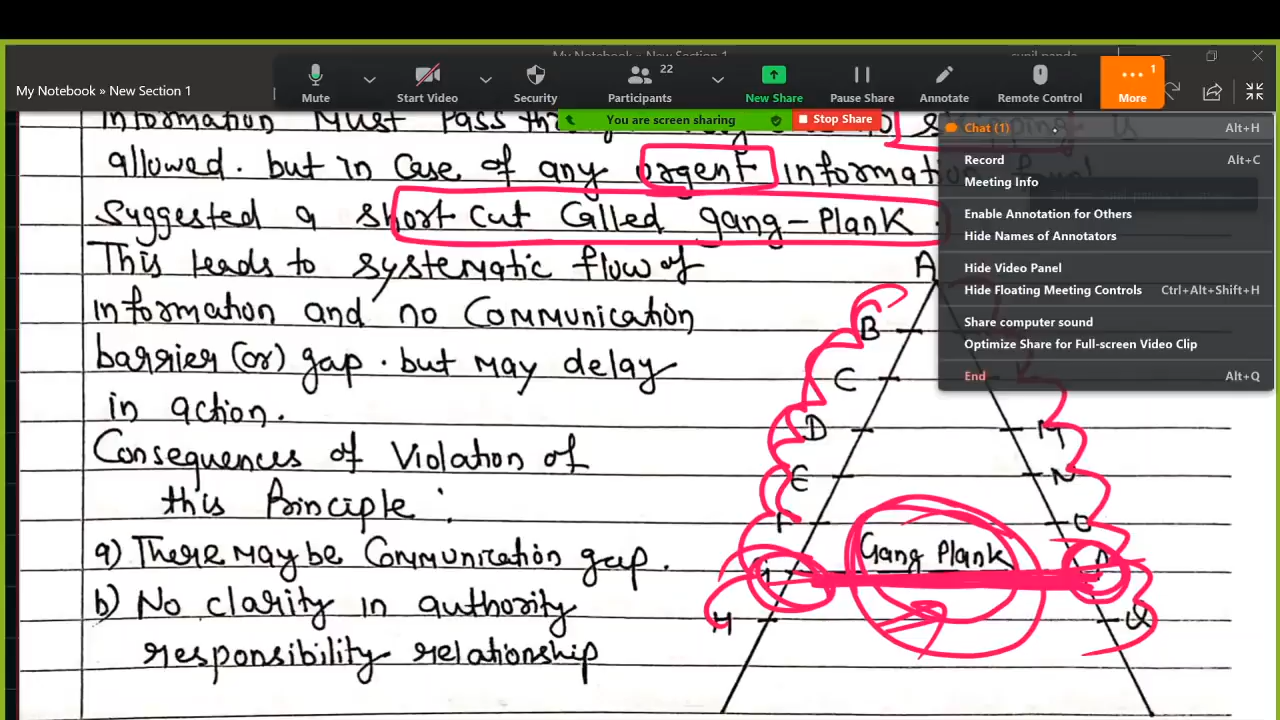 My Notebook » New Section 1
Mute
Start Video
Security
Participants
22
New Share
Pause Share
Annotate
Remote Control
More
1
You are screen sharing
Stop Share
Chat (1) Alt+H
Record Alt+C
Meeting Info
Enable Annotation for Others
Hide Names of Annotators
Hide Video Panel
Hide Floating Meeting Controls Ctrl+Alt+Shift+H
Share computer sound
Optimize Share for Full-screen Video Clip
End Alt+Q
Information Must Pass is
allowed. but in case of any urgent information
Suggested a short cut called gang-Plank.
This leads to systematic flow of
information and no Communication
barrier (or) gap. but may delay
in action.
Consequences of Violation of
this Principle :
a) There may be Communication gap.
b) No clarity in authority
responsibility relationship
A
B
C
D
E
F
H
K
M
N
O
P
Q
Gang Plank